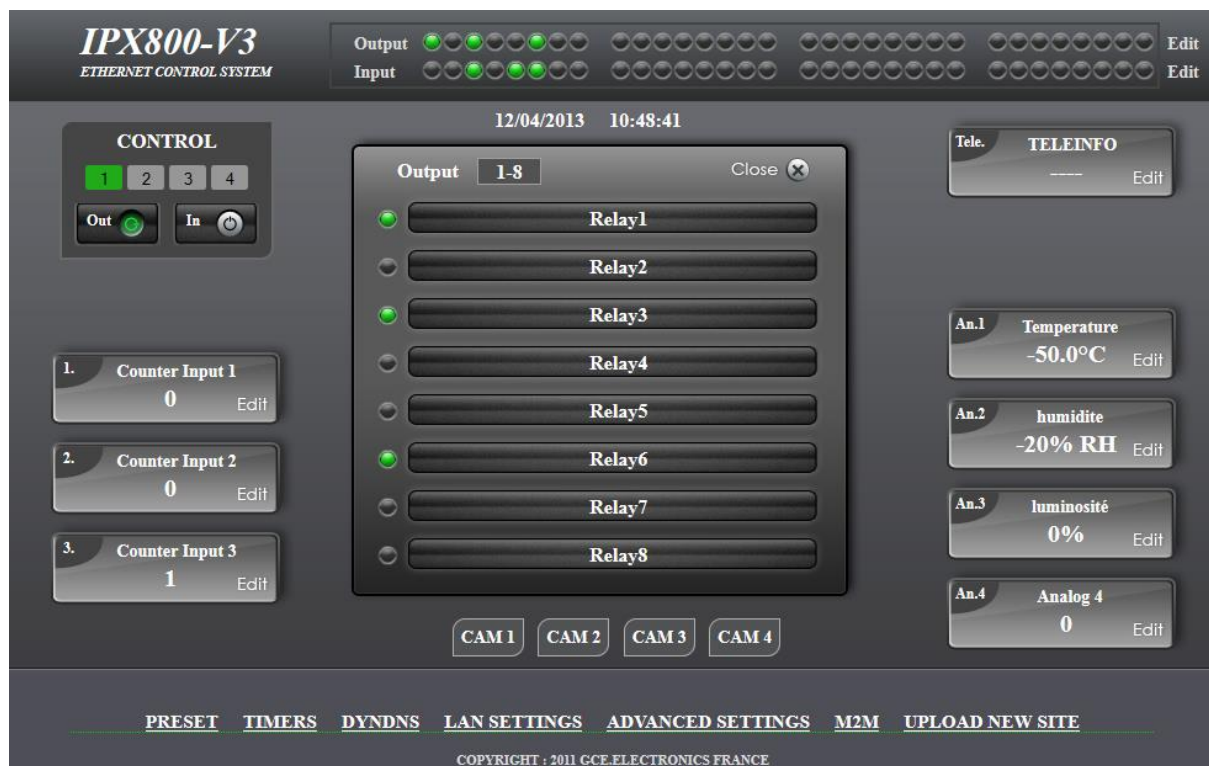 IPX800-V3
ETHERNET CONTROL SYSTEM
Output Edit
Input Edit
12/04/2013 10:48:41
CONTROL
1 2 3 4
Out In
Output 1-8 Close
Relay1
Relay2
Relay3
Relay4
Relay5
Relay6
Relay7
Relay8
1. Counter Input 1
0 Edit
2. Counter Input 2
0 Edit
3. Counter Input 3
1 Edit
Tele. TELEINFO
---- Edit
An.1 Temperature
-50.0°C Edit
An.2 humidite
-20% RH Edit
An.3 luminosité
0% Edit
An.4 Analog 4
0 Edit
CAM 1 CAM 2 CAM 3 CAM 4
PRESET TIMERS DYNDNS LAN SETTINGS ADVANCED SETTINGS M2M UPLOAD NEW SITE
COPYRIGHT : 2011 GCE.ELECTRONICS FRANCE